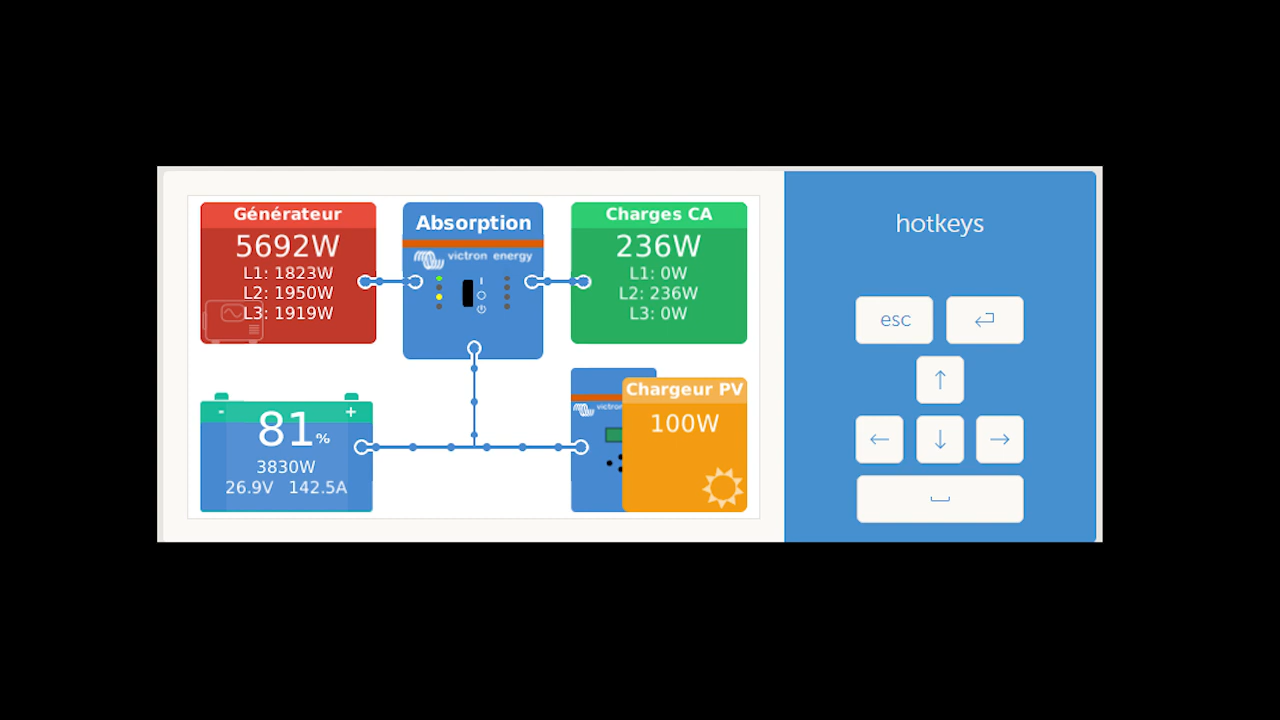 Générateur
5692W
L1: 1823W
L2: 1950W
L3: 1919W
Absorption
victron energy
Charges CA
236W
L1: 0W
L2: 236W
L3: 0W
- +
81%
3830W
26.9V 142.5A
victron
Chargeur PV
100W
hotkeys
esc